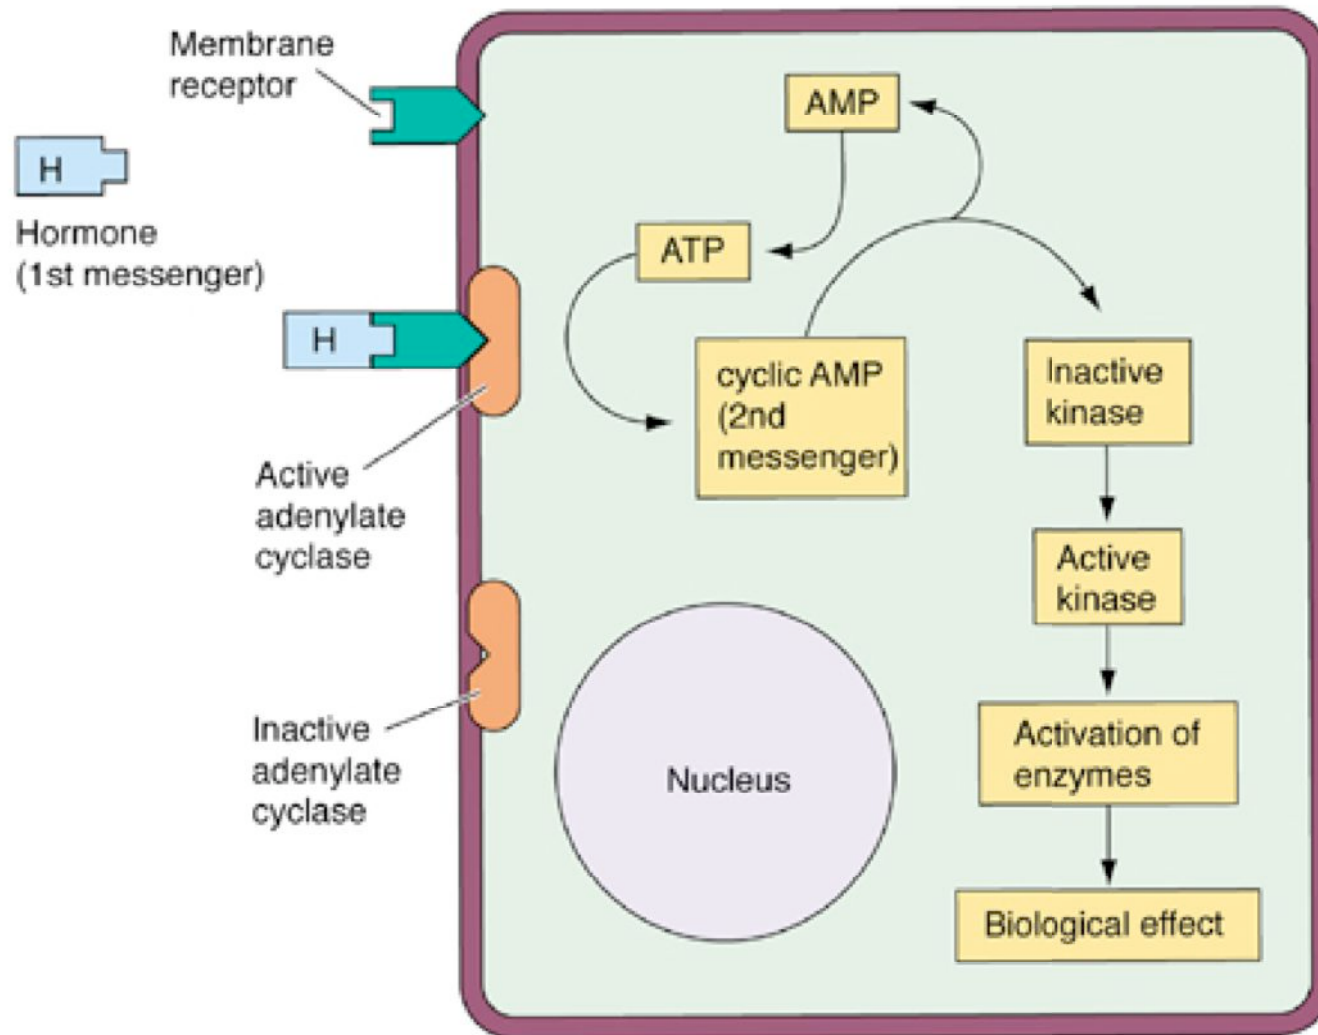 Membrane
receptor
H
Hormone
(1st messenger)
H
Active
adenylate
cyclase
Inactive
adenylate
cyclase
AMP
ATP
cyclic AMP
(2nd
messenger)
Inactive
kinase
Active
kinase
Activation of
enzymes
Biological effect
Nucleus